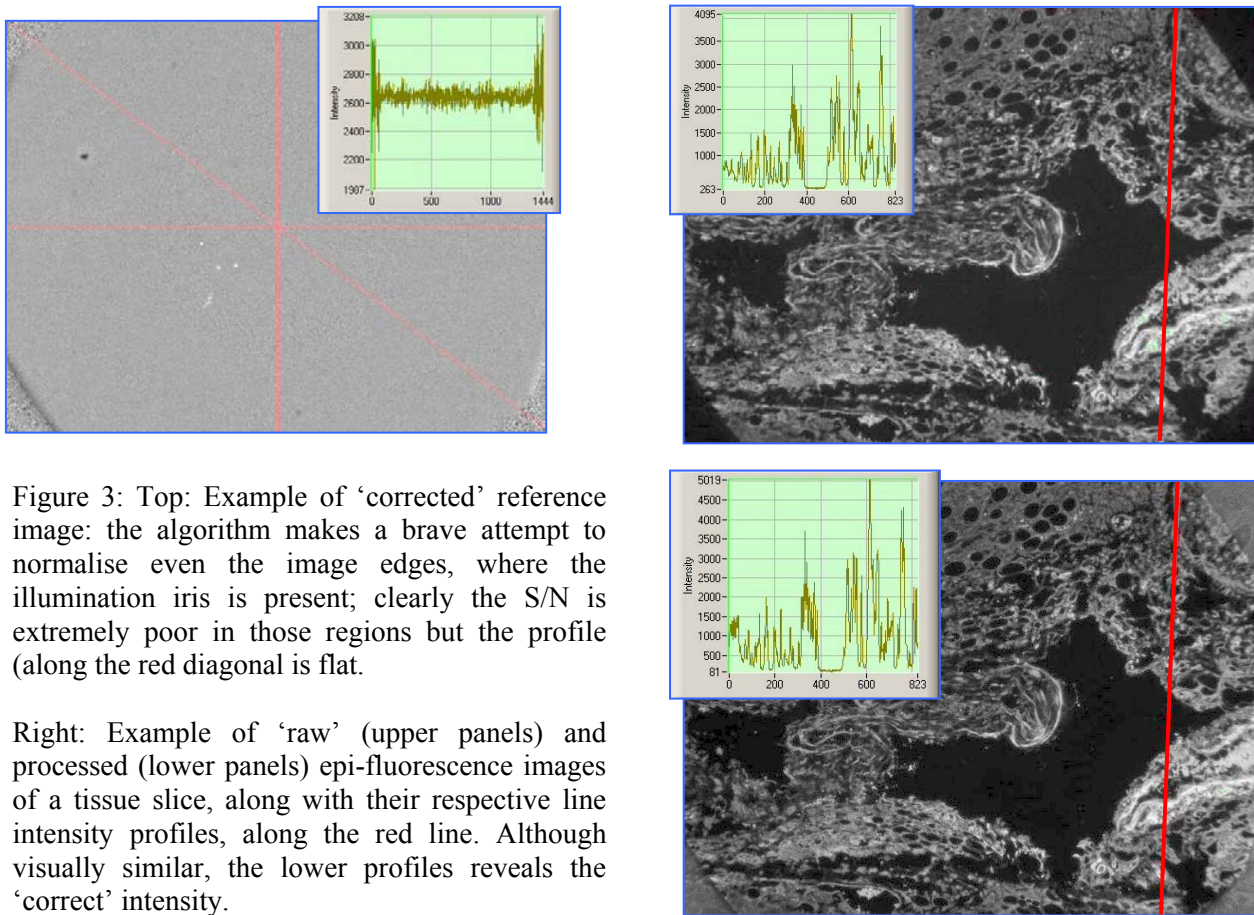 3208-
3000-
2800-
2600-
2400-
2200-
1907-
Intensity
0 500 1000 1444
4095-
3500-
3000-
2500-
2000-
1500-
1000-
263-
Intensity
0 200 400 600 823
Figure 3: Top: Example of ‘corrected’ reference
image: the algorithm makes a brave attempt to
normalise even the image edges, where the
illumination iris is present; clearly the S/N is
extremely poor in those regions but the profile
(along the red diagonal is flat.
Right: Example of ‘raw’ (upper panels) and
processed (lower panels) epi-fluorescence images
of a tissue slice, along with their respective line
intensity profiles, along the red line. Although
visually similar, the lower profiles reveals the
‘correct’ intensity.
5019-
4500-
4000-
3500-
3000-
2500-
2000-
1500-
1000-
500-
81-
Intensity
0 200 400 600 823